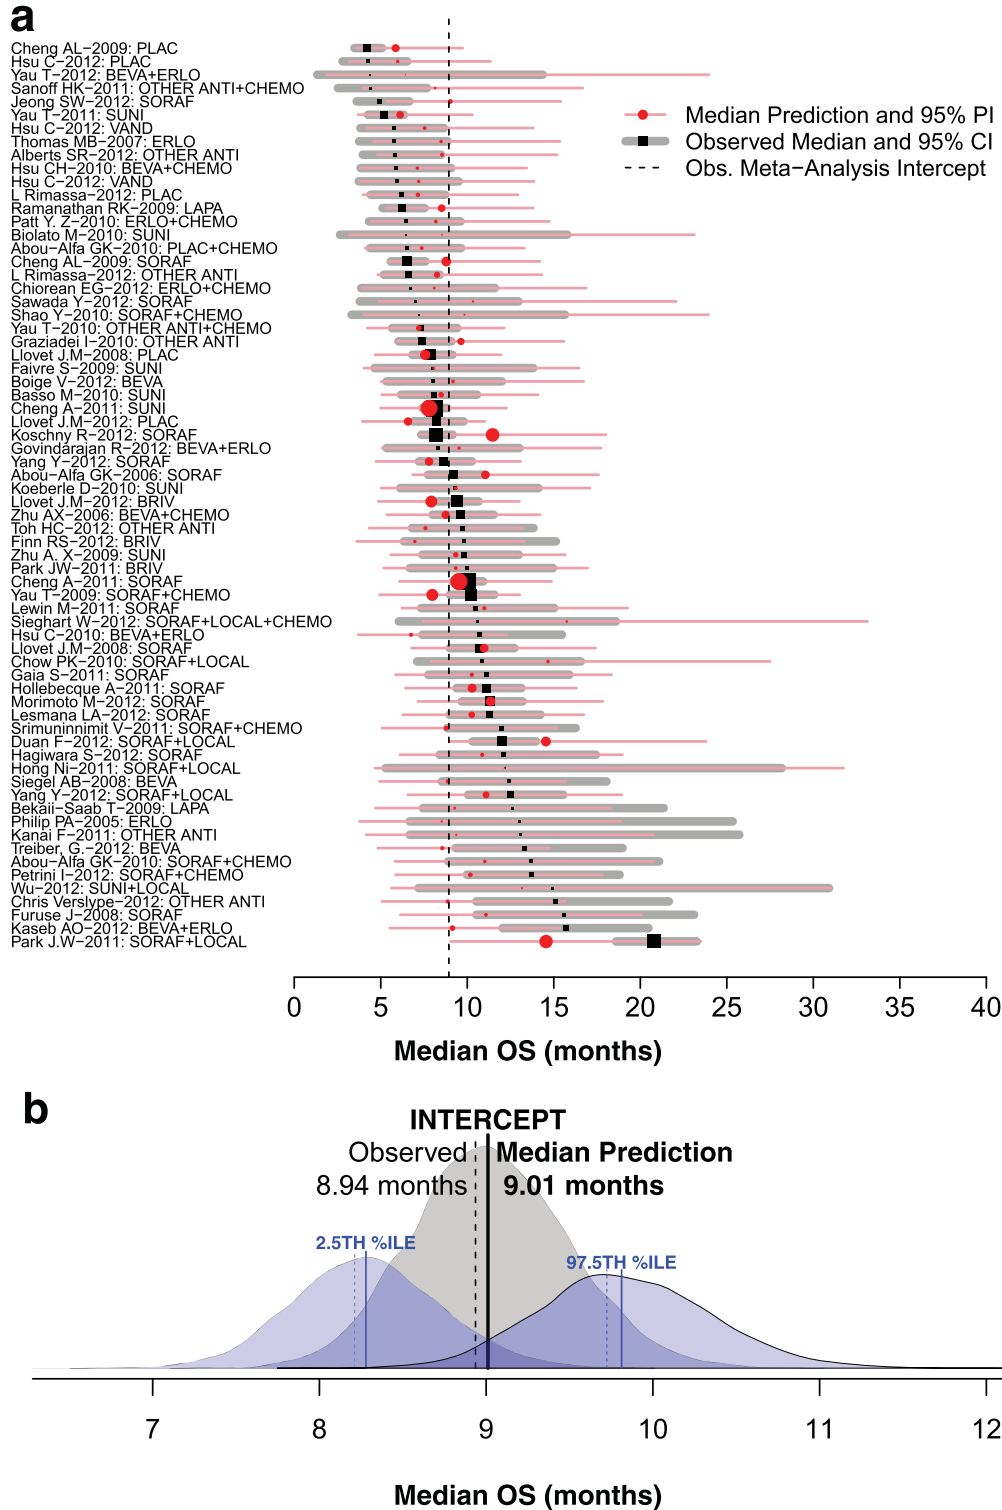 a
Cheng AL−2009: PLAC
Hsu C−2012: PLAC
Yau T−2012: BEVA+ERLO
Sanoff HK−2011: OTHER ANTI+CHEMO
Jeong SW−2012: SORAF
Yau T−2011: SUNI
Hsu C−2012: VAND
Thomas MB−2007: ERLO
Alberts SR−2012: OTHER ANTI
Hsu CH−2010: BEVA+CHEMO
Hsu C−2012: VAND
L Rimassa−2012: PLAC
Ramanathan RK−2009: LAPA
Patt Y. Z−2010: ERLO+CHEMO
Biolato M−2010: SUNI
Abou−Alfa GK−2010: PLAC+CHEMO
Cheng AL−2009: SORAF
L Rimassa−2012: OTHER ANTI
Chiorean EG−2012: ERLO+CHEMO
Sawada Y−2012: SORAF
Shao Y−2010: SORAF+CHEMO
Yau T−2010: OTHER ANTI+CHEMO
Graziadei I−2010: OTHER ANTI
Llovet J.M−2008: PLAC
Faivre S−2009: SUNI
Boige V−2012: BEVA
Basso M−2010: SUNI
Cheng A−2011: SUNI
Llovet J.M−2012: PLAC
Koschny R−2012: SORAF
Govindarajan R−2012: BEVA+ERLO
Yang Y−2012: SORAF
Abou−Alfa GK−2006: SORAF
Koeberle D−2010: SUNI
Llovet J.M−2012: BRIV
Zhu AX−2006: BEVA+CHEMO
Toh HC−2012: OTHER ANTI
Finn RS−2012: BRIV
Zhu A. X−2009: SUNI
Park JW−2011: BRIV
Cheng A−2011: SORAF
Yau T−2009: SORAF+CHEMO
Lewin M−2011: SORAF
Sieghart W−2012: SORAF+LOCAL+CHEMO
Hsu C−2010: BEVA+ERLO
Llovet J.M−2008: SORAF
Chow PK−2010: SORAF+LOCAL
Gaia S−2011: SORAF
Hollebecque A−2011: SORAF
Morimoto M−2012: SORAF
Lesmana LA−2012: SORAF
Srimuninnimit V−2011: SORAF+CHEMO
Duan F−2012: SORAF+LOCAL
Hagiwara S−2012: SORAF
Hong Ni−2011: SORAF+LOCAL
Siegel AB−2008: BEVA
Yang Y−2012: SORAF+LOCAL
Bekaii−Saab T−2009: LAPA
Philip PA−2005: ERLO
Kanai F−2011: OTHER ANTI
Treiber, G.−2012: BEVA
Abou−Alfa GK−2010: SORAF+CHEMO
Petrini I−2012: SORAF+CHEMO
Wu−2012: SUNI+LOCAL
Chris Verslype−2012: OTHER ANTI
Furuse J−2008: SORAF
Kaseb AO−2012: BEVA+ERLO
Park J.W−2011: SORAF+LOCAL
Median Prediction and 95% PI
Observed Median and 95% CI
Obs. Meta−Analysis Intercept
0 5 10 15 20 25 30 35 40
Median OS (months)
b
INTERCEPT
Observed Median Prediction
8.94 months 9.01 months
2.5TH %ILE
97.5TH %ILE
7 8 9 10 11 12
Median OS (months)